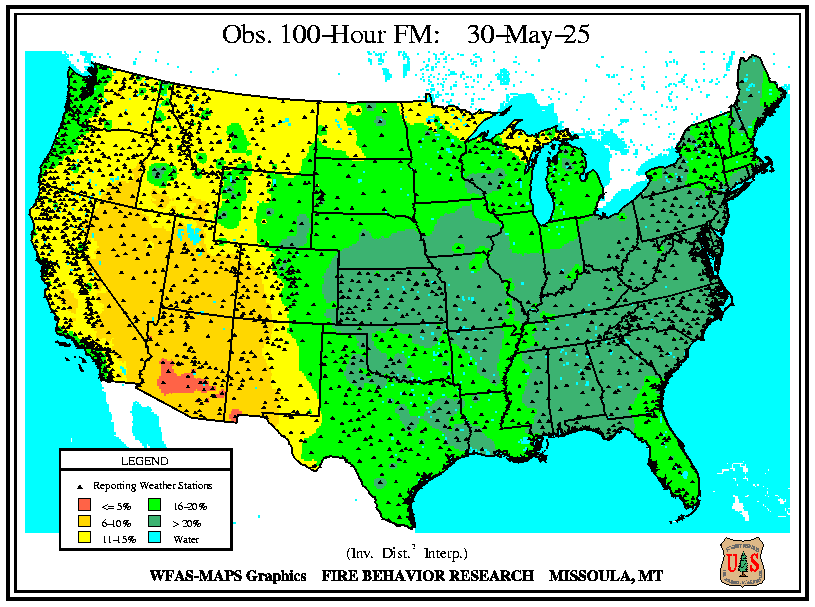 Obs. 100-Hour FM: 30-May-25
LEGEND
Reporting Weather Stations
<= 5% 16-20%
6-10% > 20%
11-15% Water
(Inv. Dist.² Interp.)
WFAS-MAPS Graphics FIRE BEHAVIOR RESEARCH MISSOULA, MT
U S